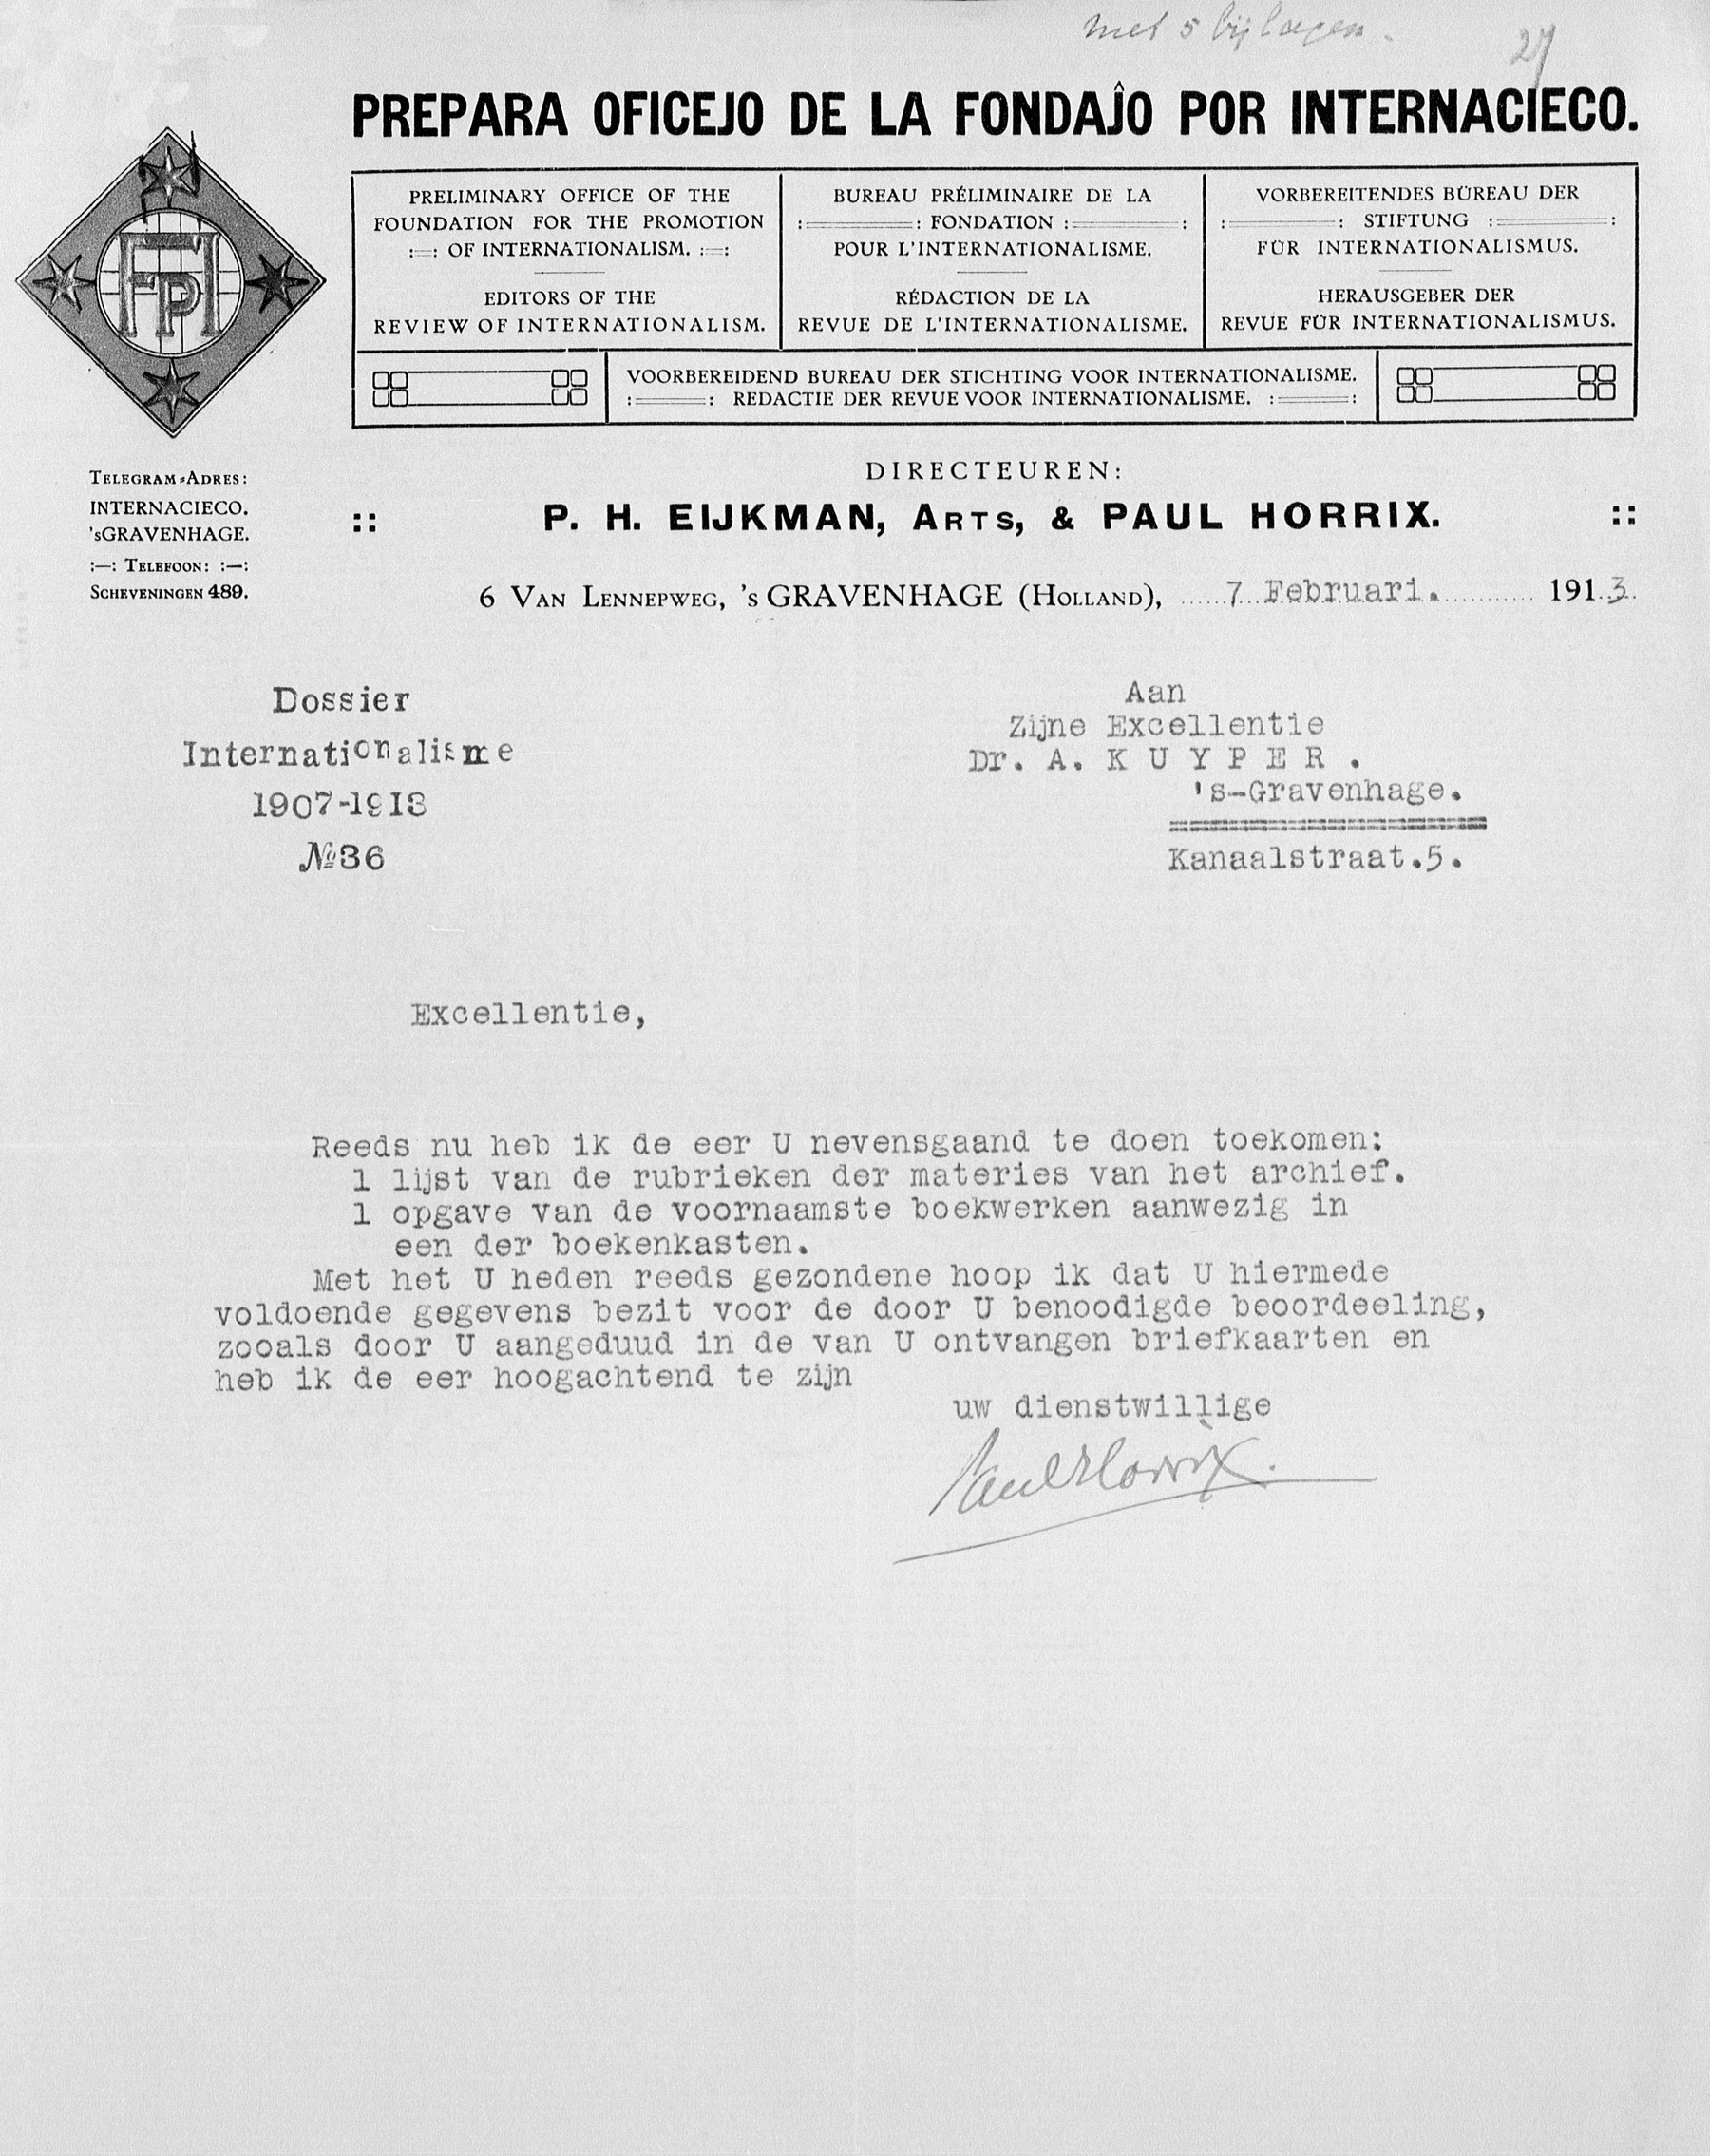 met 5 bijlagen.
27
PREPARA OFICEJO DE LA FONDAĴO POR INTERNACIECO.
PRELIMINARY OFFICE OF THE
FOUNDATION FOR THE PROMOTION
OF INTERNATIONALISM.
EDITORS OF THE
REVIEW OF INTERNATIONALISM.
BUREAU PRÉLIMINAIRE DE LA
FONDATION
POUR L'INTERNATIONALISME.
RÉDACTION DE LA
REVUE DE L'INTERNATIONALISME.
VORBEREITENDES BÜREAU DER
STIFTUNG
FÜR INTERNATIONALISMUS.
HERAUSGEBER DER
REVUE FÜR INTERNATIONALISMUS.
VOORBEREIDEND BUREAU DER STICHTING VOOR INTERNATIONALISME.
REDACTIE DER REVUE VOOR INTERNATIONALISME.
FPI
TELEGRAM-ADRES:
INTERNACIECO.
'sGRAVENHAGE.
:—: TELEFOON: :—:
SCHEVENINGEN 489.
DIRECTEUREN:
:: P. H. EIJKMAN, ARTS, & PAUL HORRIX. ::
6 VAN LENNEPWEG, 's GRAVENHAGE (HOLLAND), 7 Februari. 1913.
Dossier
Internationalisme
1907-1913
№36
Aan
Zijne Excellentie
Dr. A. K U Y P E R .
's-Gravenhage.
Kanaalstraat.5.
Excellentie,
Reeds nu heb ik de eer U nevensgaand te doen toekomen:
1 lijst van de rubrieken der materies van het archief.
1 opgave van de voornaamste boekwerken aanwezig in
een der boekenkasten.
Met het U heden reeds gezondene hoop ik dat U hiermede
voldoende gegevens bezit voor de door U benoodigde beoordeeling,
zooals door U aangeduud in de van U ontvangen briefkaarten en
heb ik de eer hoogachtend te zijn
uw dienstwillige
Paul Horrix.